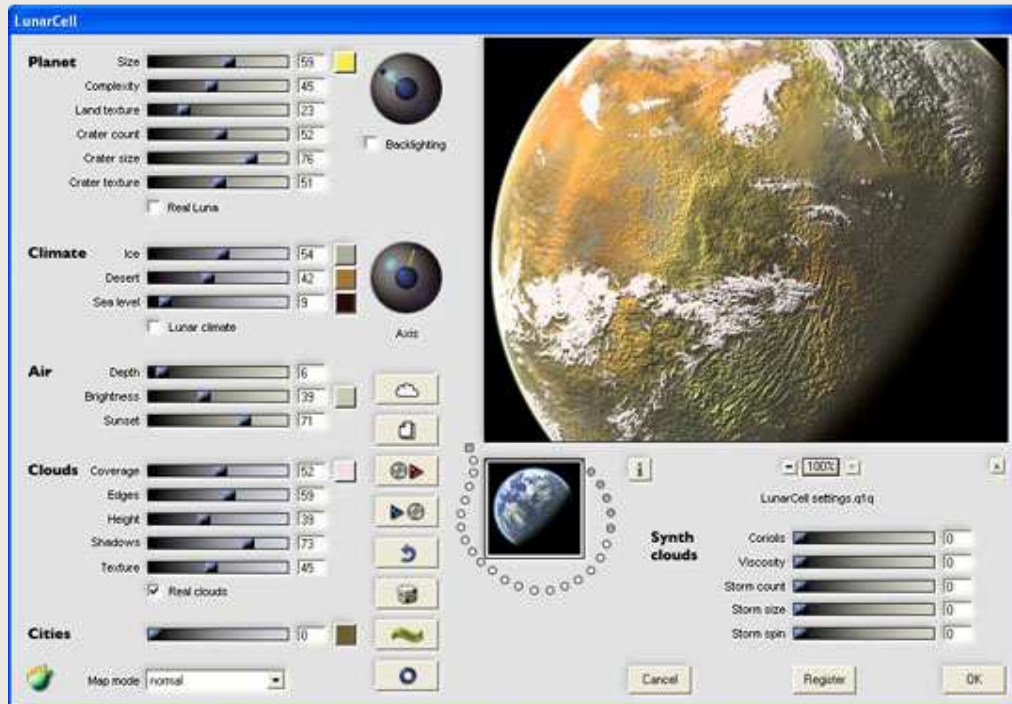 LunarCell
Planet
Size 59
Complexity 45
Land texture 23
Crater count 52
Crater size 76
Crater texture 51
Real Luna
Backlighting
Climate
Ice 54
Desert 42
Sea level 9
Lunar climate
Axis
Air
Depth 6
Brightness 39
Sunset 71
Clouds
Coverage 52
Edges 59
Height 39
Shadows 73
Texture 45
Real clouds
Cities 0
Map mode normal
i
- 100% -
LunarCell settings.q1q
Synth
clouds
Coriolis 0
Viscosity 0
Storm count 0
Storm size 0
Storm spin 0
Cancel
Register
OK